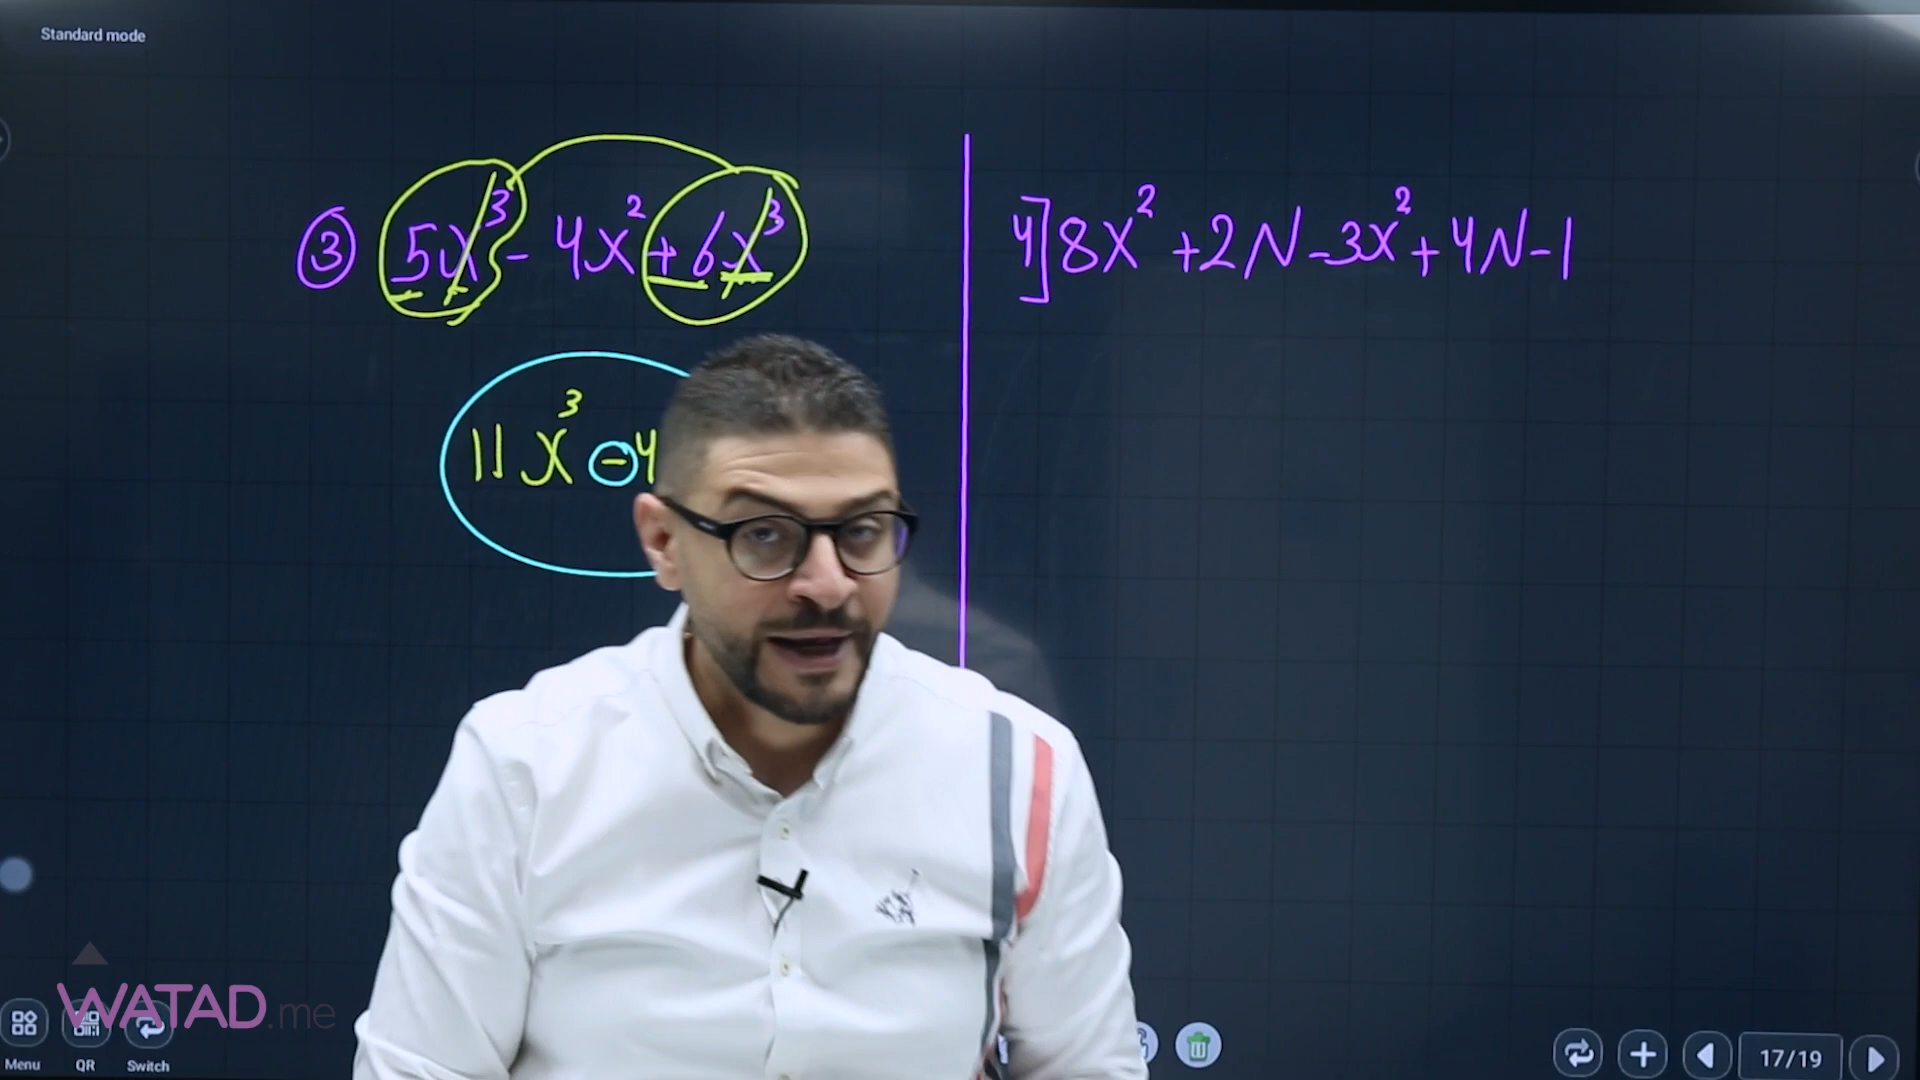 Standard mode
③ 5x³ - 4x² + 6x³
11x³ - 4
4] 8x² + 2N - 3x² + 4N - 1
WATAD.me
Menu QR Switch
17/19